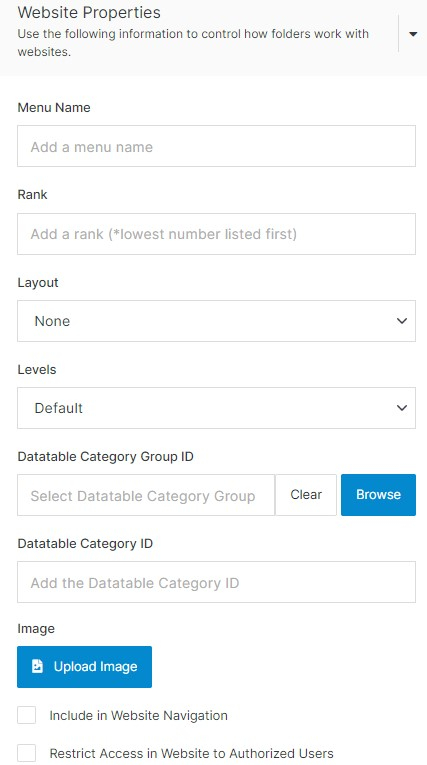 Website Properties
Use the following information to control how folders work with
websites.
Menu Name
Add a menu name
Rank
Add a rank (*lowest number listed first)
Layout
None
Levels
Default
Datatable Category Group ID
Select Datatable Category Group
Clear
Browse
Datatable Category ID
Add the Datatable Category ID
Image
Upload Image
Include in Website Navigation
Restrict Access in Website to Authorized Users